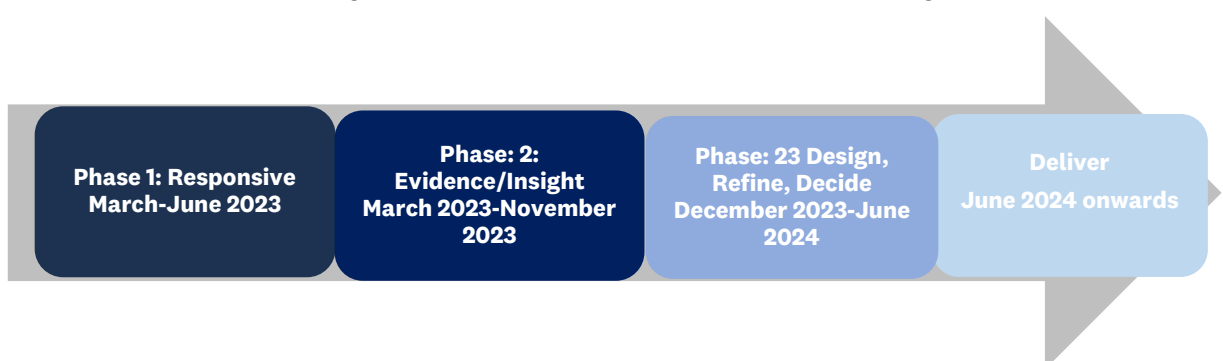 Phase 1: Responsive
March-June 2023
Phase: 2:
Evidence/Insight
March 2023-November
2023
Phase: 23 Design,
Refine, Decide
December 2023-June
2024
Deliver
June 2024 onwards